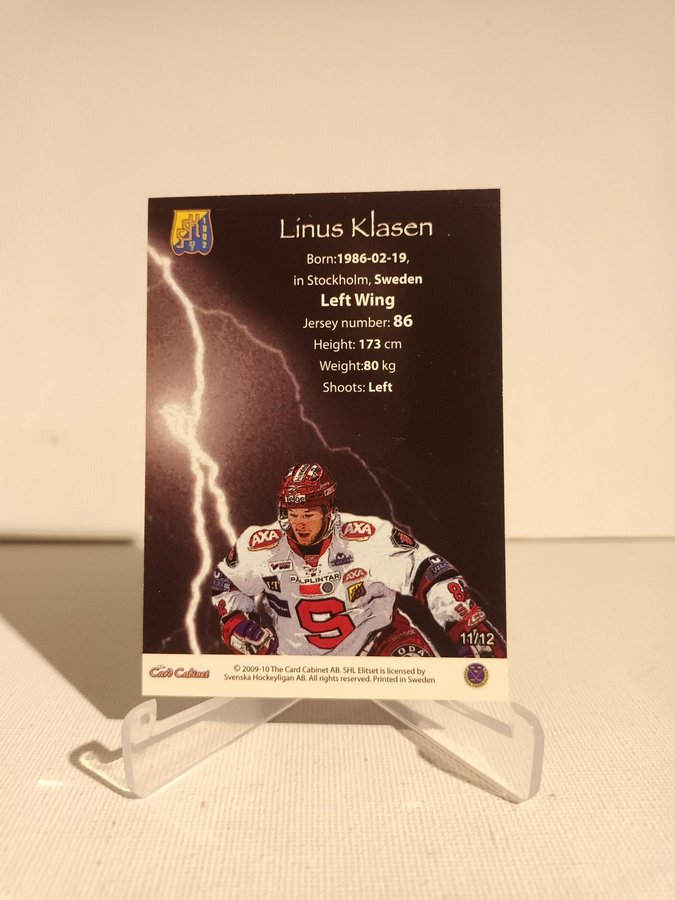 Linus Klasen
Born:1986-02-19,
in Stockholm, Sweden
Left Wing
Jersey number: 86
Height: 173 cm
Weight:80 kg
Shoots: Left
AXA
AXA
PÅLPLINTAR
AXA
S
11/12
The
Card Cabinet
© 2009-10 The Card Cabinet AB. SHL Elitset is licensed by
Svenska Hockeyligan AB. All rights reserved. Printed in Sweden